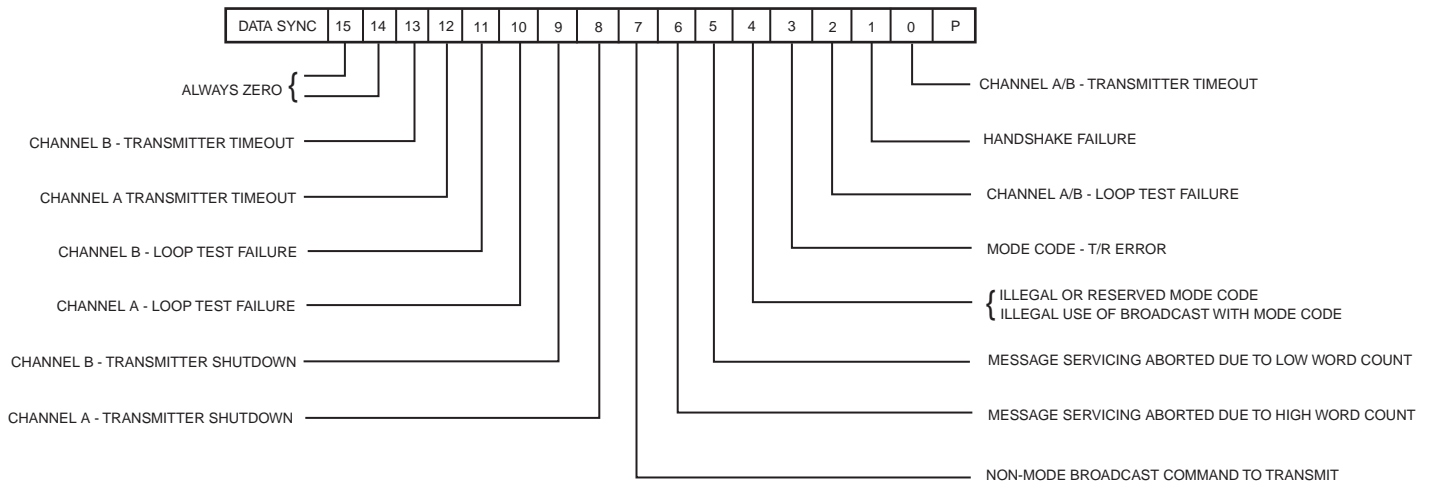 DATA SYNC 15 14 13 12 11 10 9 8 7 6 5 4 3 2 1 0 P
ALWAYS ZERO {
CHANNEL B - TRANSMITTER TIMEOUT
CHANNEL A TRANSMITTER TIMEOUT
CHANNEL B - LOOP TEST FAILURE
CHANNEL A - LOOP TEST FAILURE
CHANNEL B - TRANSMITTER SHUTDOWN
CHANNEL A - TRANSMITTER SHUTDOWN
CHANNEL A/B - TRANSMITTER TIMEOUT
HANDSHAKE FAILURE
CHANNEL A/B - LOOP TEST FAILURE
MODE CODE - T/R ERROR
{ ILLEGAL OR RESERVED MODE CODE
ILLEGAL USE OF BROADCAST WITH MODE CODE
MESSAGE SERVICING ABORTED DUE TO LOW WORD COUNT
MESSAGE SERVICING ABORTED DUE TO HIGH WORD COUNT
NON-MODE BROADCAST COMMAND TO TRANSMIT